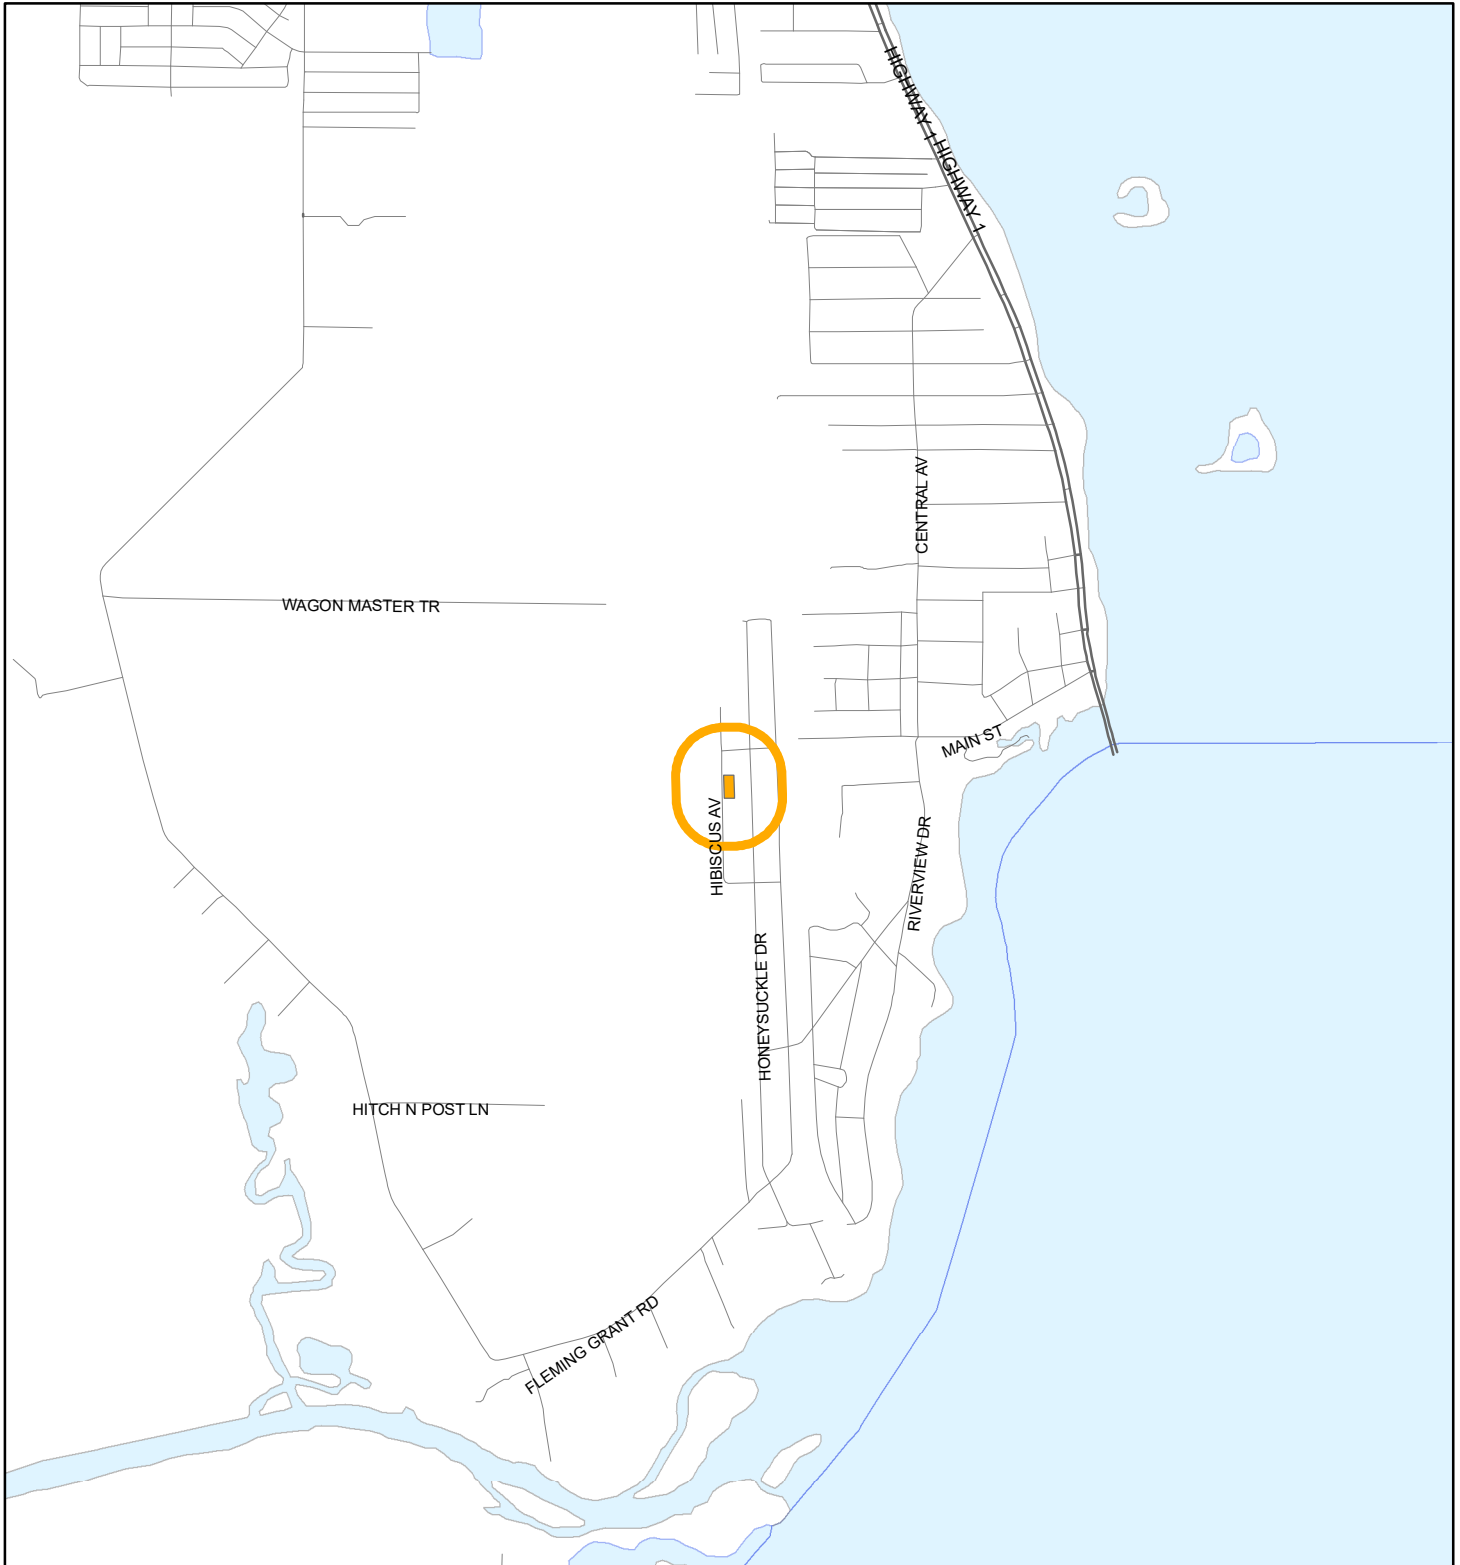 HIGHWAY 1
HIGHWAY 1
CENTRAL AV
WAGON MASTER TR
MAIN ST
HIBISCUS AV
RIVERVIEW DR
HONEYSUCKLE DR
HITCH N POST LN
FLEMING GRANT RD